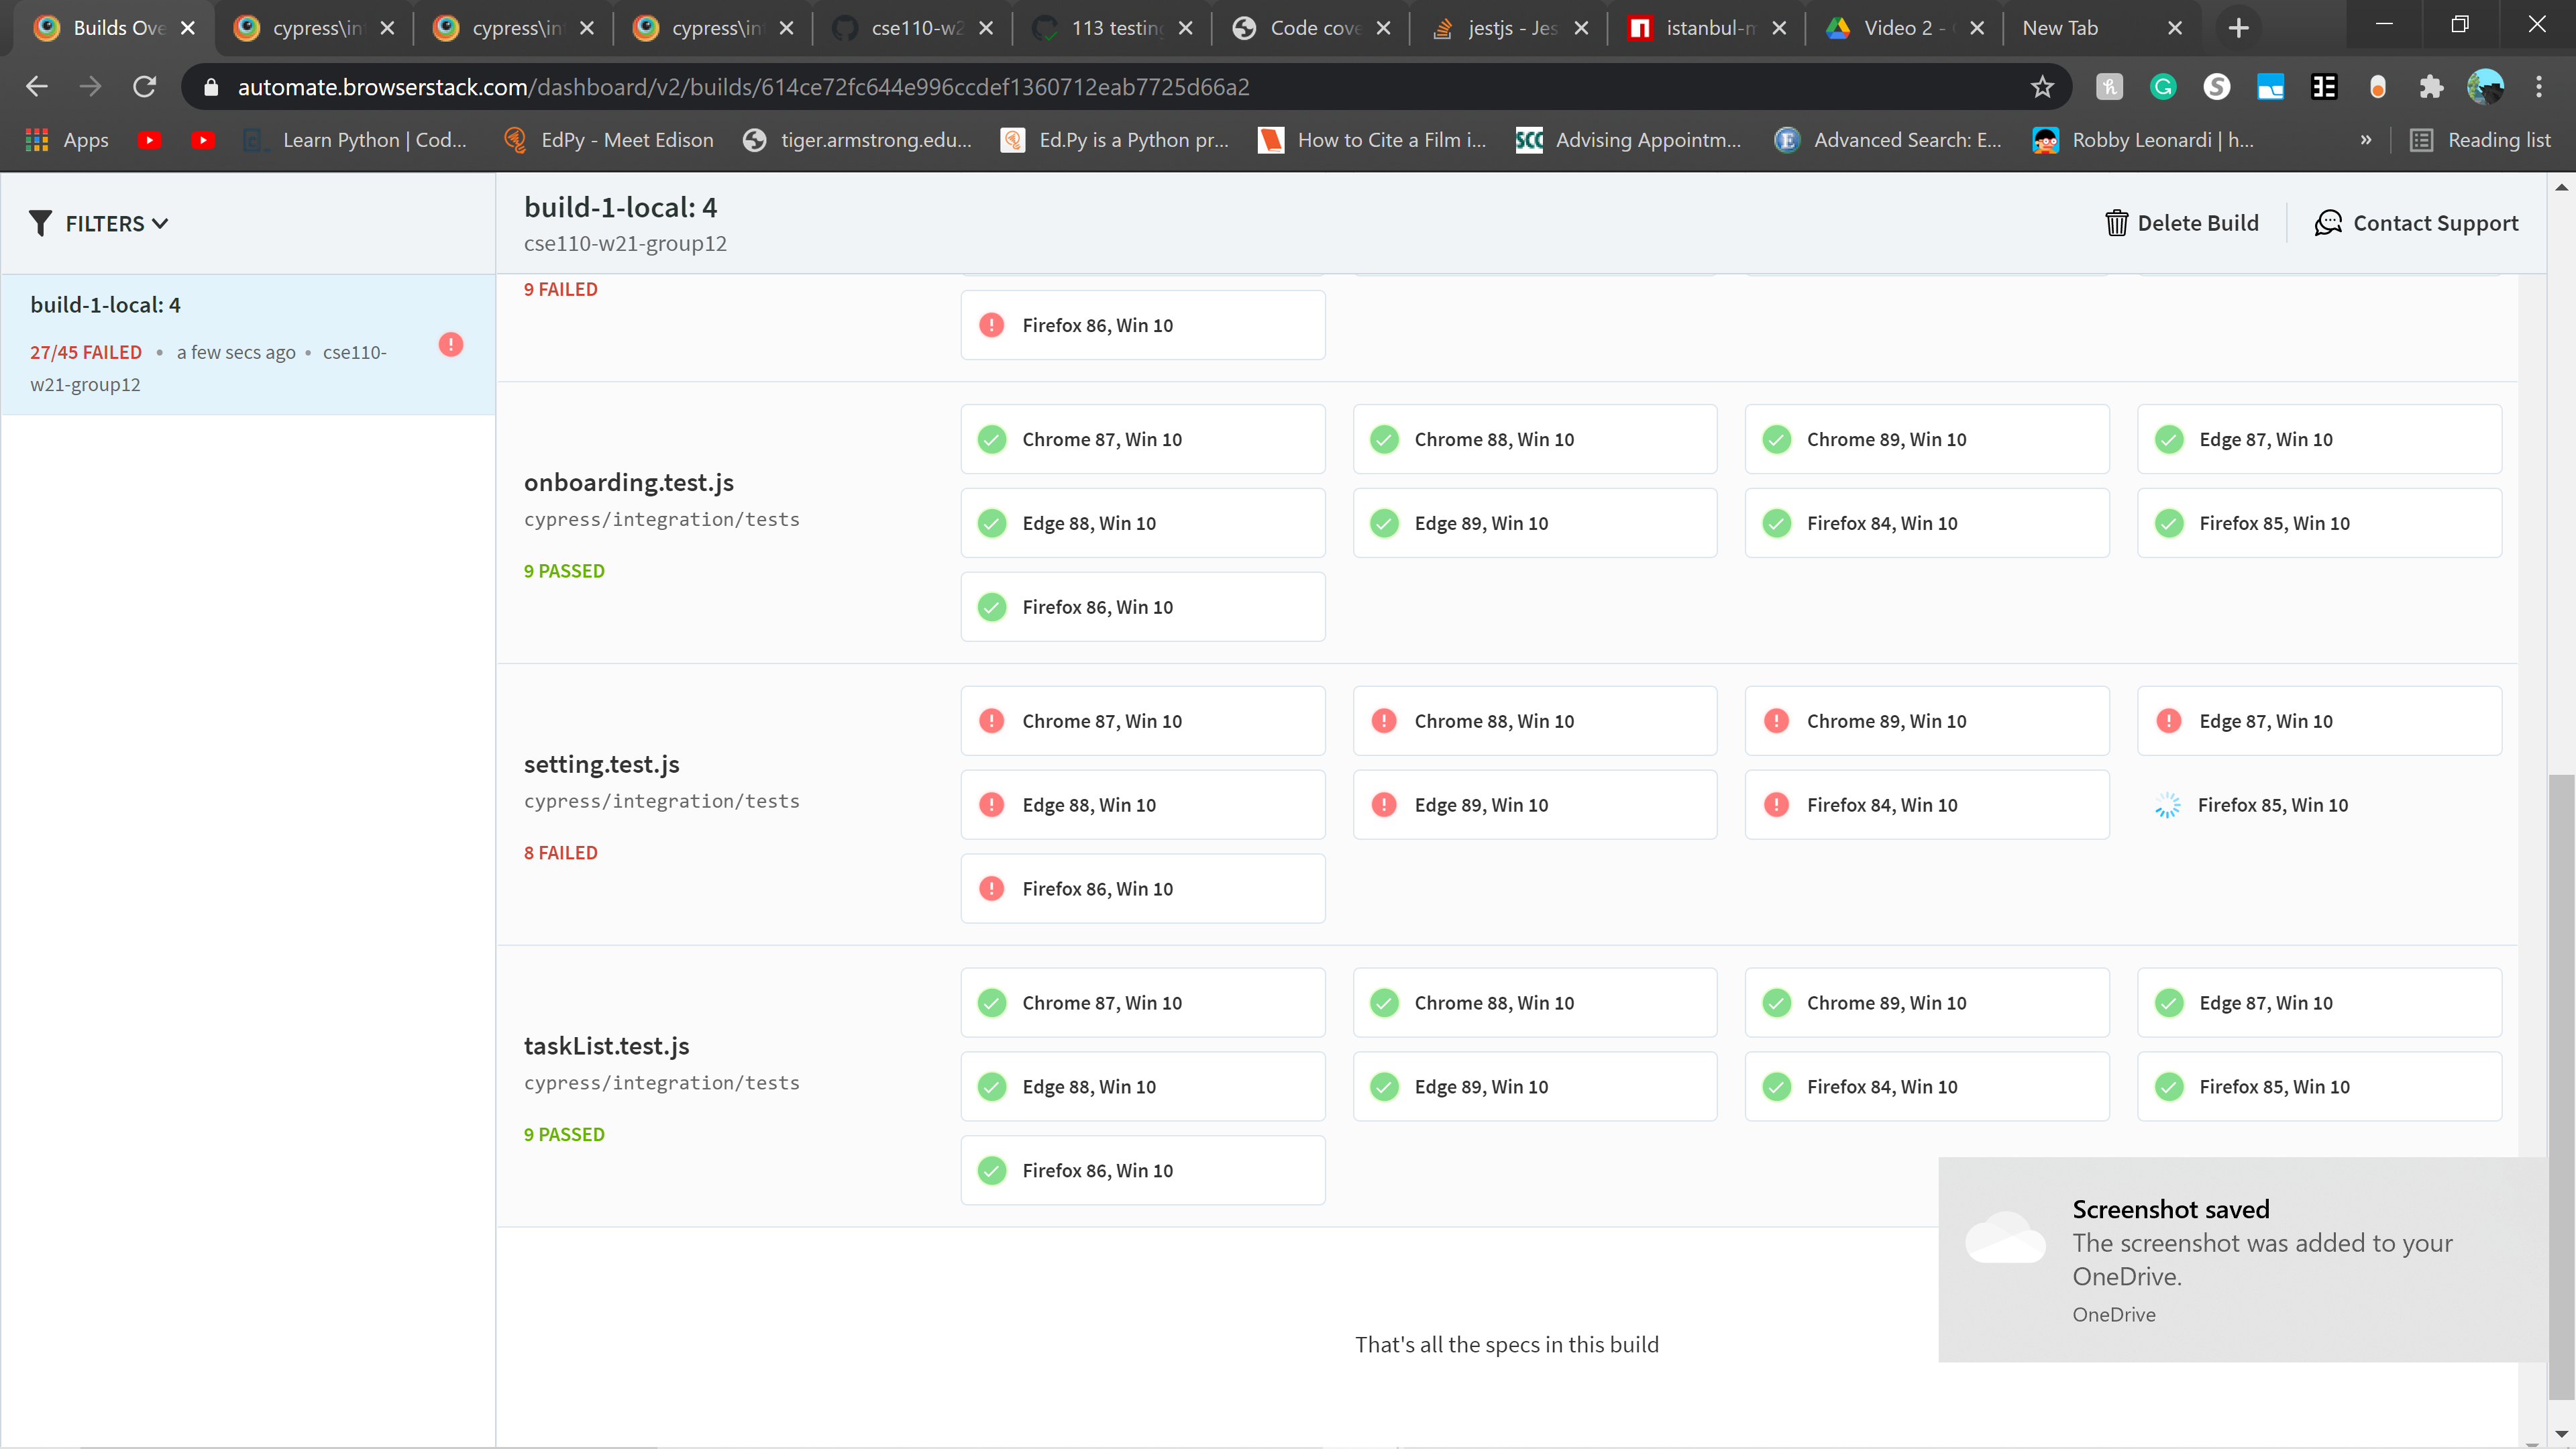 Builds Ove
cypress\in
cypress\in
cypress\in
cse110-w2
113 testing
Code cove
jestjs - Jes
istanbul-m
Video 2 -
New Tab
automate.browserstack.com/dashboard/v2/builds/614ce72fc644e996ccdef1360712eab7725d66a2
Apps
Learn Python | Cod...
EdPy - Meet Edison
tiger.armstrong.edu...
Ed.Py is a Python pr...
How to Cite a Film i...
SCC
Advising Appointm...
Advanced Search: E...
Robby Leonardi | h...
»
Reading list
FILTERS
build-1-local: 4
cse110-w21-group12
Delete Build
Contact Support
build-1-local: 4
27/45 FAILED • a few secs ago • cse110-
w21-group12
9 FAILED
Firefox 86, Win 10
onboarding.test.js
cypress/integration/tests
9 PASSED
Chrome 87, Win 10
Chrome 88, Win 10
Chrome 89, Win 10
Edge 87, Win 10
Edge 88, Win 10
Edge 89, Win 10
Firefox 84, Win 10
Firefox 85, Win 10
Firefox 86, Win 10
setting.test.js
cypress/integration/tests
8 FAILED
Chrome 87, Win 10
Chrome 88, Win 10
Chrome 89, Win 10
Edge 87, Win 10
Edge 88, Win 10
Edge 89, Win 10
Firefox 84, Win 10
Firefox 85, Win 10
Firefox 86, Win 10
taskList.test.js
cypress/integration/tests
9 PASSED
Chrome 87, Win 10
Chrome 88, Win 10
Chrome 89, Win 10
Edge 87, Win 10
Edge 88, Win 10
Edge 89, Win 10
Firefox 84, Win 10
Firefox 85, Win 10
Firefox 86, Win 10
That's all the specs in this build
Screenshot saved
The screenshot was added to your
OneDrive.
OneDrive